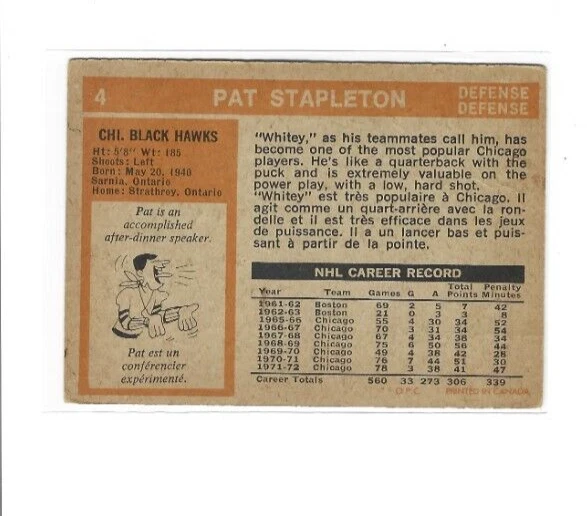 4 PAT STAPLETON DEFENSE
DEFENSE
CHI. BLACK HAWKS
Ht: 5'8" Wt: 185
Shoots: Left
Born: May 20, 1940
Sarnia, Ontario
Home: Strathroy, Ontario
Pat is an
accomplished
after-dinner speaker.
Pat est un
conférencier
expérimenté.
"Whitey," as his teammates call him, has
become one of the most popular Chicago
players. He's like a quarterback with the
puck and is extremely valuable on the
power play, with a low, hard shot.
"Whitey" est très populaire à Chicago. Il
agit comme un quart-arrière avec la ron-
delle et il est très efficace dans les jeux
de puissance. Il a un lancer bas et puis-
sant à partir de la pointe.
NHL CAREER RECORD
Year Team Games G A Total Points Penalty Minutes
1961-62 Boston 69 2 5 7 42
1962-63 Boston 21 0 3 3 8
1965-66 Chicago 55 4 30 34 52
1966-67 Chicago 70 3 31 34 54
1967-68 Chicago 67 4 34 38 34
1968-69 Chicago 75 6 50 56 44
1969-70 Chicago 49 4 38 42 28
1970-71 Chicago 76 7 44 51 30
1971-72 Chicago 78 3 38 41 47
Career Totals 560 33 273 306 339
O.P.C. PRINTED IN CANADA